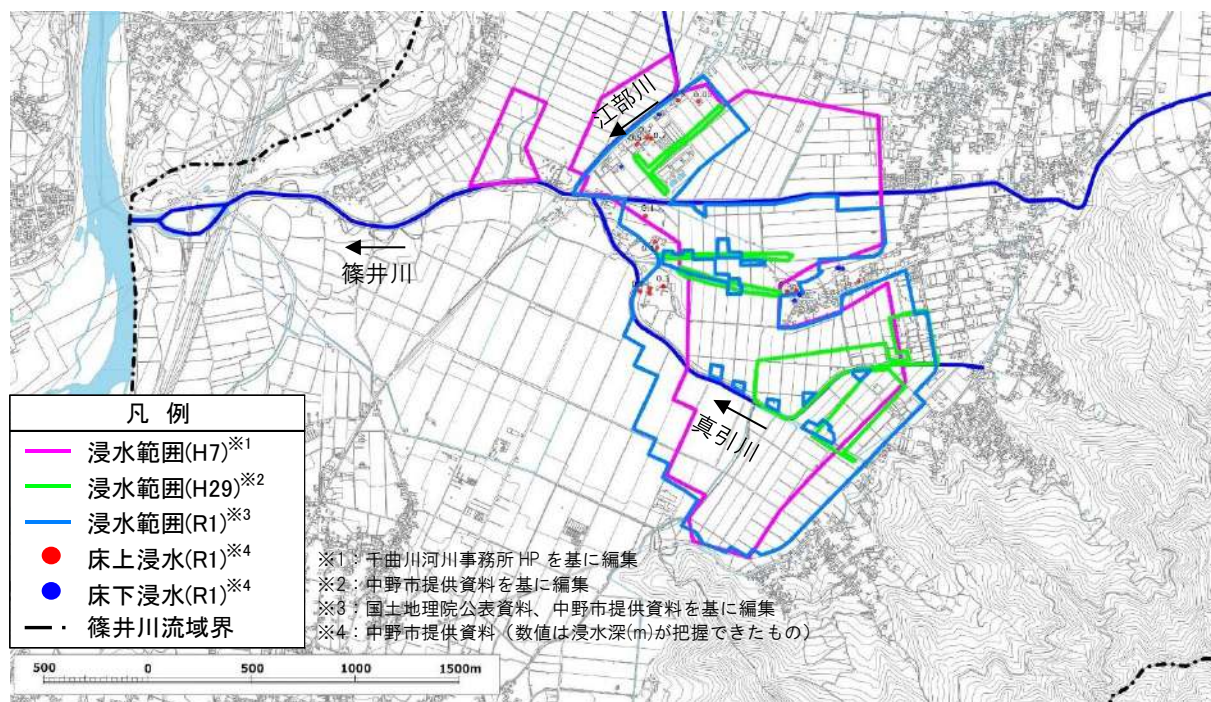 江部川
篠井川
真引川
凡 例
浸水範囲(H7)※1
浸水範囲(H29)※2
浸水範囲(R1)※3
床上浸水(R1)※4
床下浸水(R1)※4
篠井川流域界
※1：千曲川河川事務所HPを基に編集
※2：中野市提供資料を基に編集
※3：国土地理院公表資料、中野市提供資料を基に編集
※4：中野市提供資料（数値は浸水深(m)が把握できたもの）
500 0 500 1000 1500m